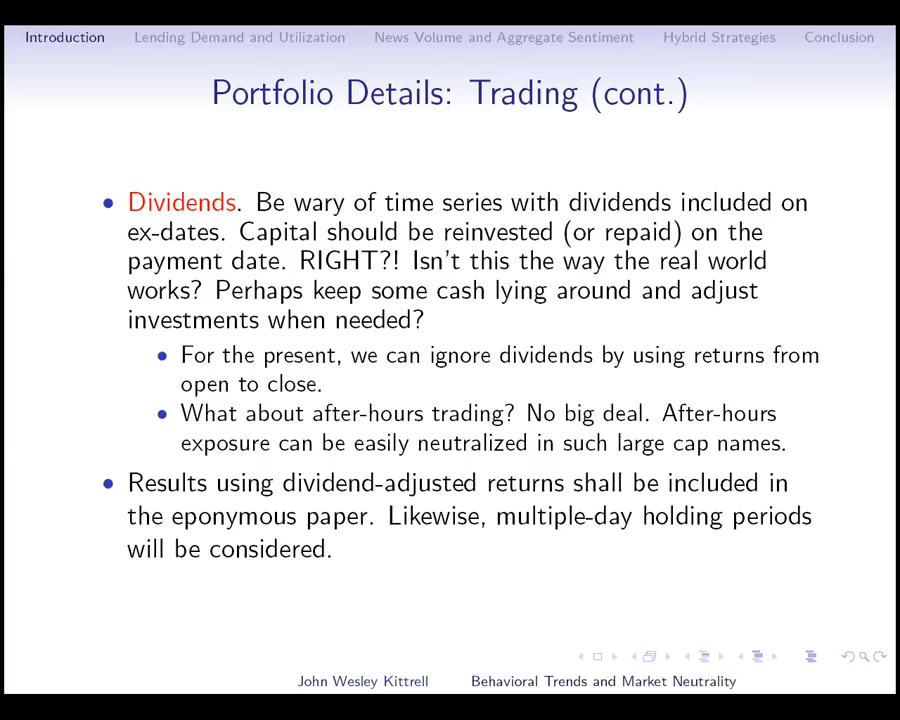 Introduction Lending Demand and Utilization News Volume and Aggregate Sentiment Hybrid Strategies Conclusion
Portfolio Details: Trading (cont.)
Dividends. Be wary of time series with dividends included on
ex-dates. Capital should be reinvested (or repaid) on the
payment date. RIGHT?! Isn't this the way the real world
works? Perhaps keep some cash lying around and adjust
investments when needed?
For the present, we can ignore dividends by using returns from
open to close.
What about after-hours trading? No big deal. After-hours
exposure can be easily neutralized in such large cap names.
Results using dividend-adjusted returns shall be included in
the eponymous paper. Likewise, multiple-day holding periods
will be considered.
John Wesley Kittrell Behavioral Trends and Market Neutrality